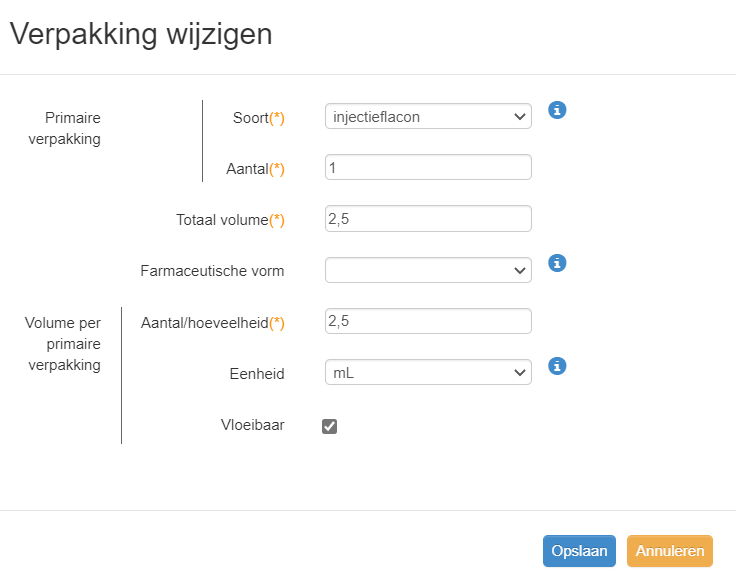 Verpakking wijzigen
Primaire
verpakking
Soort(*)
injectieflacon
Aantal(*)
1
Totaal volume(*)
2,5
Farmaceutische vorm
Volume per
primaire
verpakking
Aantal/hoeveelheid(*)
2,5
Eenheid
mL
Vloeibaar
Opslaan
Annuleren